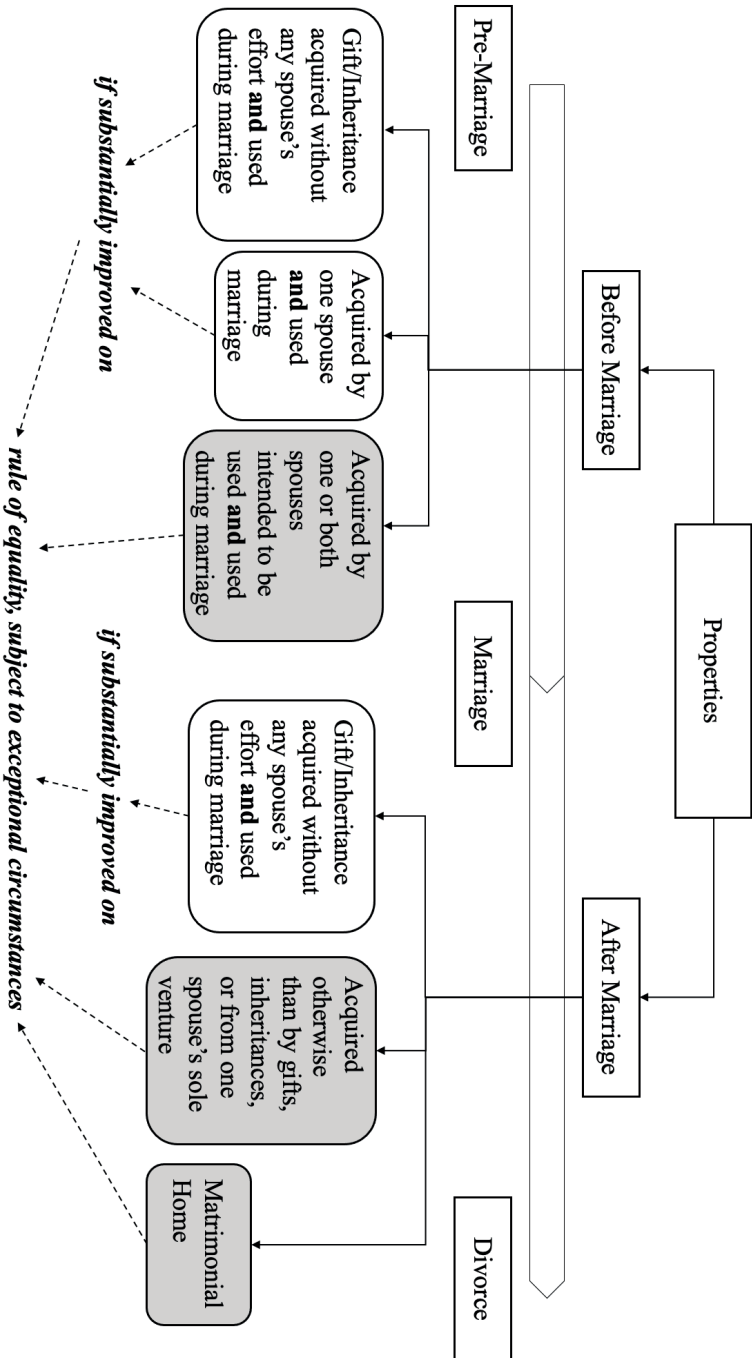 Properties
Before Marriage
After Marriage
Pre-Marriage
Marriage
Divorce
Gift/Inheritance
acquired without
any spouse's
effort and used
during marriage
Acquired by
one spouse
and used
during
marriage
Acquired by
one or both
spouses
intended to be
used and used
during marriage
Gift/Inheritance
acquired without
any spouse's
effort and used
during marriage
Acquired
otherwise
than by gifts,
inheritances,
or from one
spouse's sole
venture
Matrimonial
Home
if substantially improved on
if substantially improved on
rule of equality, subject to exceptional circumstances